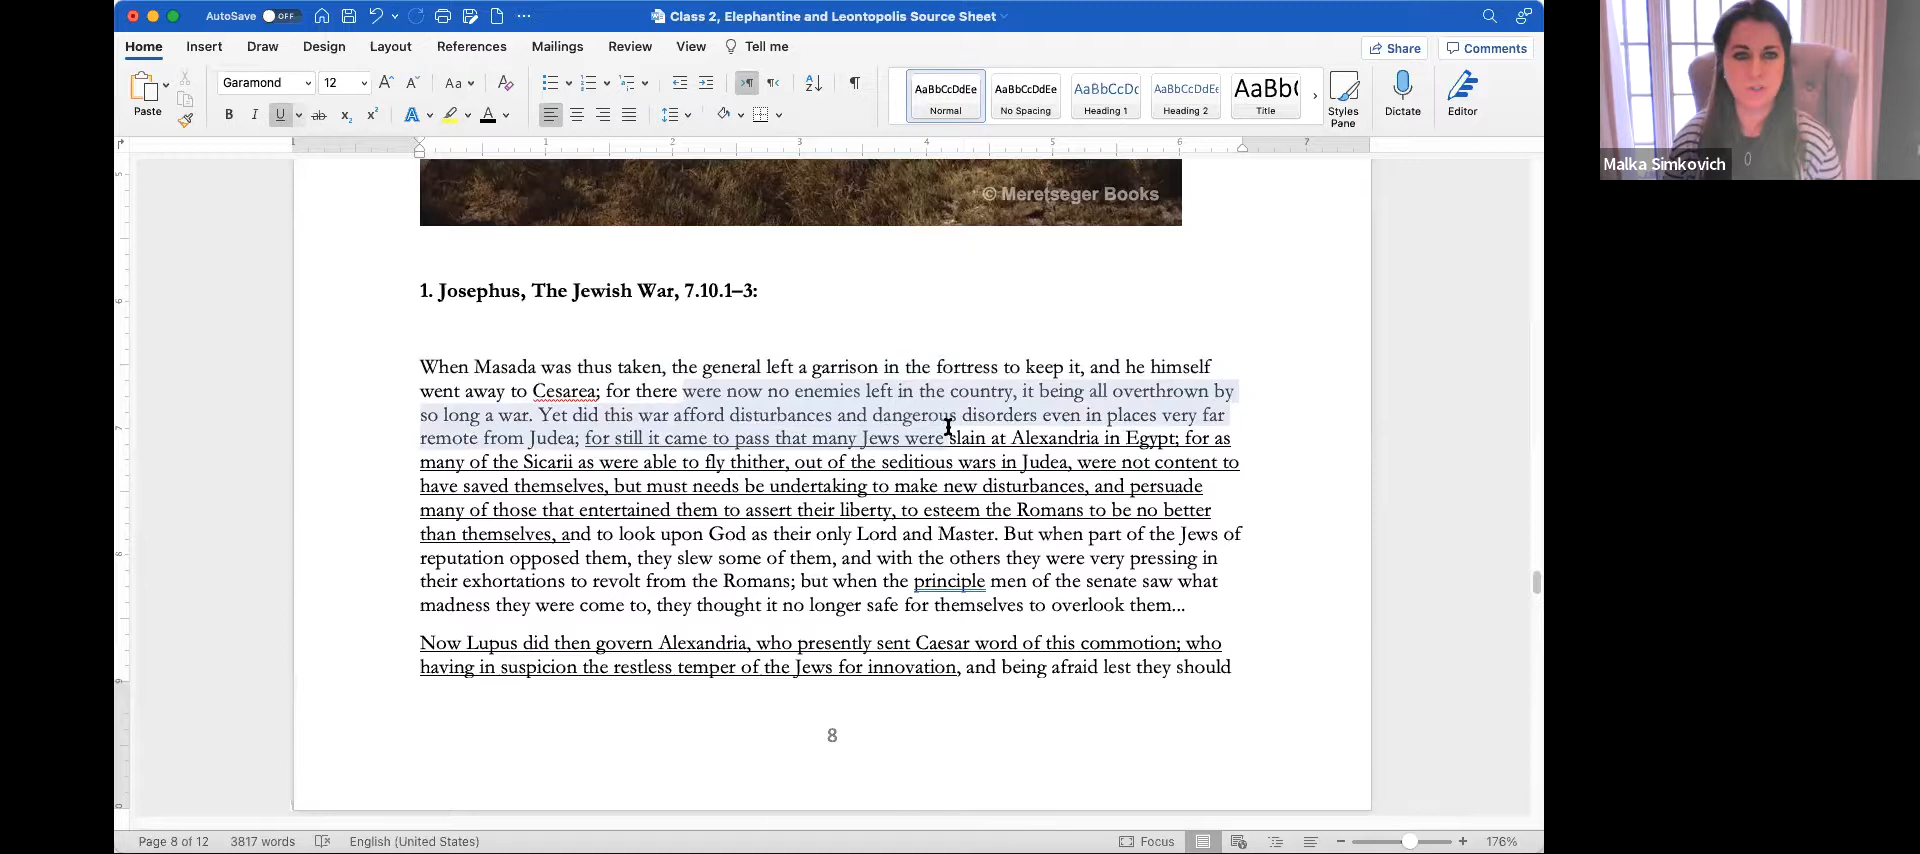 AutoSave OFF
Class 2, Elephantine and Leontopolis Source Sheet
Home Insert Draw Design Layout References Mailings Review View Tell me
Share Comments
Paste
Garamond 12
AaBbCcDdEe AaBbCcDdEe AaBbCcDc AaBbCcDdEe AaBb(
Normal No Spacing Heading 1 Heading 2 Title
Styles Pane
Dictate
Editor
Malka Simkovich
1 1 2 3 4 5 6 7
© Meretseger Books
1. Josephus, The Jewish War, 7.10.1–3:
When Masada was thus taken, the general left a garrison in the fortress to keep it, and he himself
went away to Cesarea; for there were now no enemies left in the country, it being all overthrown by
so long a war. Yet did this war afford disturbances and dangerous disorders even in places very far
remote from Judea; for still it came to pass that many Jews were slain at Alexandria in Egypt; for as
many of the Sicarii as were able to fly thither, out of the seditious wars in Judea, were not content to
have saved themselves, but must needs be undertaking to make new disturbances, and persuade
many of those that entertained them to assert their liberty, to esteem the Romans to be no better
than themselves, and to look upon God as their only Lord and Master. But when part of the Jews of
reputation opposed them, they slew some of them, and with the others they were very pressing in
their exhortations to revolt from the Romans; but when the principle men of the senate saw what
madness they were come to, they thought it no longer safe for themselves to overlook them...
Now Lupus did then govern Alexandria, who presently sent Caesar word of this commotion; who
having in suspicion the restless temper of the Jews for innovation, and being afraid lest they should
8
Page 8 of 12 3817 words English (United States) Focus 176%